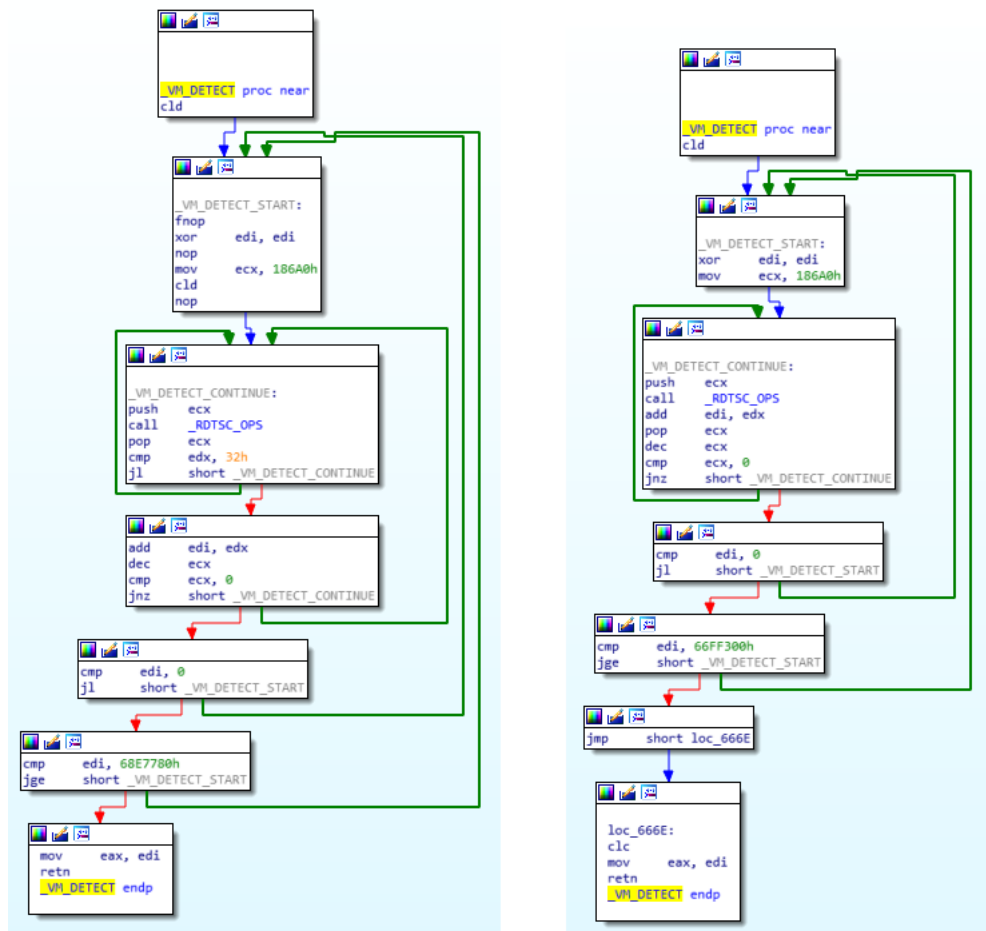 _VM_DETECT proc near
cld
_VM_DETECT_START:
fnop
xor edi, edi
nop
mov ecx, 186A0h
cld
nop
_VM_DETECT_CONTINUE:
push ecx
call _RDTSC_OPS
pop ecx
cmp edx, 32h
jl short _VM_DETECT_CONTINUE
add edi, edx
dec ecx
cmp ecx, 0
jnz short _VM_DETECT_CONTINUE
cmp edi, 0
jl short _VM_DETECT_START
cmp edi, 68E7780h
jge short _VM_DETECT_START
mov eax, edi
retn
_VM_DETECT endp
_VM_DETECT proc near
cld
_VM_DETECT_START:
xor edi, edi
mov ecx, 186A0h
_VM_DETECT_CONTINUE:
push ecx
call _RDTSC_OPS
add edi, edx
pop ecx
dec ecx
cmp ecx, 0
jnz short _VM_DETECT_CONTINUE
cmp edi, 0
jl short _VM_DETECT_START
cmp edi, 66FF300h
jge short _VM_DETECT_START
jmp short loc_666E
loc_666E:
clc
mov eax, edi
retn
_VM_DETECT endp